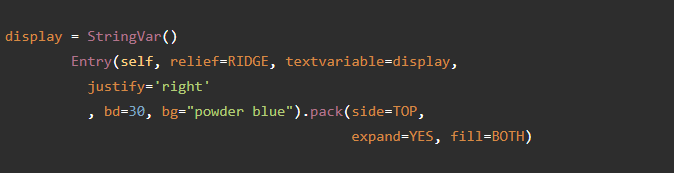 display = StringVar()
Entry(self, relief=RIDGE, textvariable=display,
justify='right'
, bd=30, bg="powder blue").pack(side=TOP,
expand=YES, fill=BOTH)